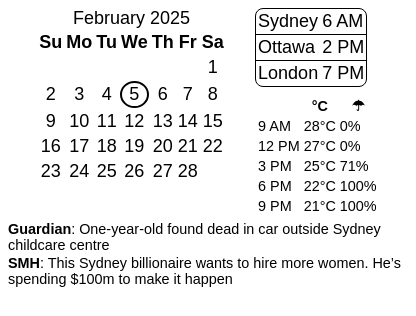 February 2025
Su Mo Tu We Th Fr Sa
1
2 3 4 5 6 7 8
9 10 11 12 13 14 15
16 17 18 19 20 21 22
23 24 25 26 27 28
Sydney 6 AM
Ottawa 2 PM
London 7 PM
°C ☂
9 AM 28°C 0%
12 PM 27°C 0%
3 PM 25°C 71%
6 PM 22°C 100%
9 PM 21°C 100%
Guardian: One-year-old found dead in car outside Sydney
childcare centre
SMH: This Sydney billionaire wants to hire more women. He’s
spending $100m to make it happen